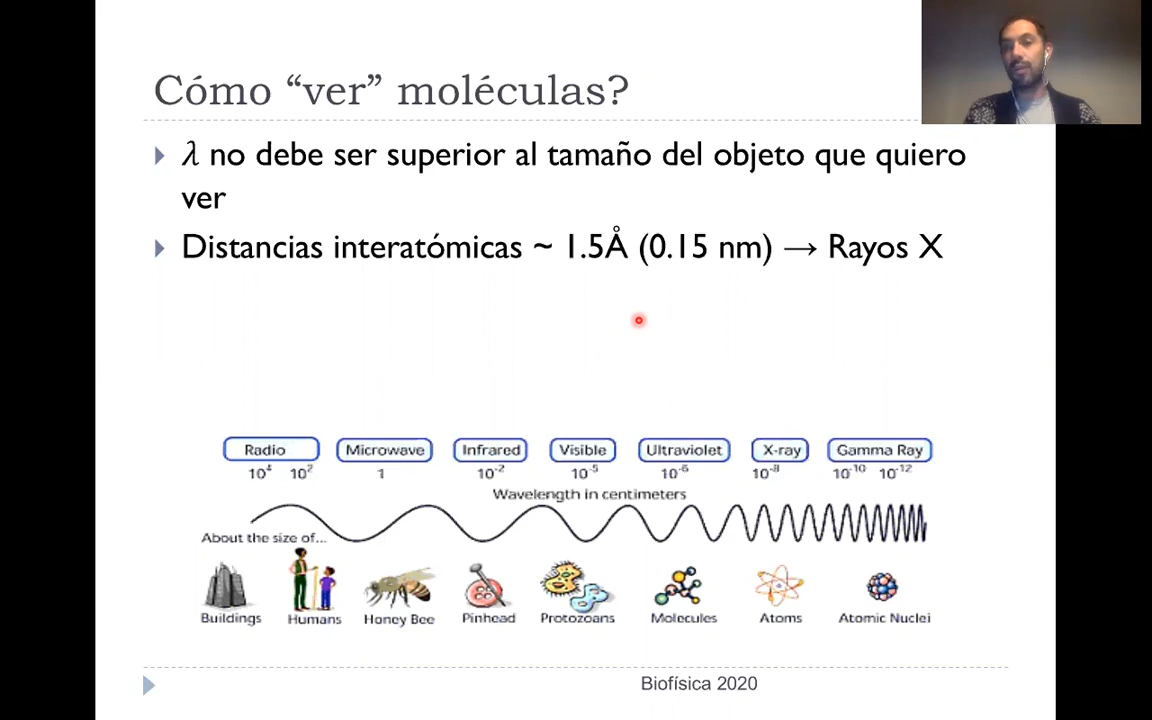 Cómo “ver” moléculas?
λ no debe ser superior al tamaño del objeto que quiero
ver
Distancias interatómicas ~ 1.5Å (0.15 nm) → Rayos X
Radio Microwave Infrared Visible Ultraviolet X-ray Gamma Ray
10⁴ 10² 1 10⁻² 10⁻⁵ 10⁻⁶ 10⁻⁸ 10⁻¹⁰ 10⁻¹²
Wavelength in centimeters
About the size of...
Buildings Humans Honey Bee Pinhead Protozoans Molecules Atoms Atomic Nuclei
Biofísica 2020